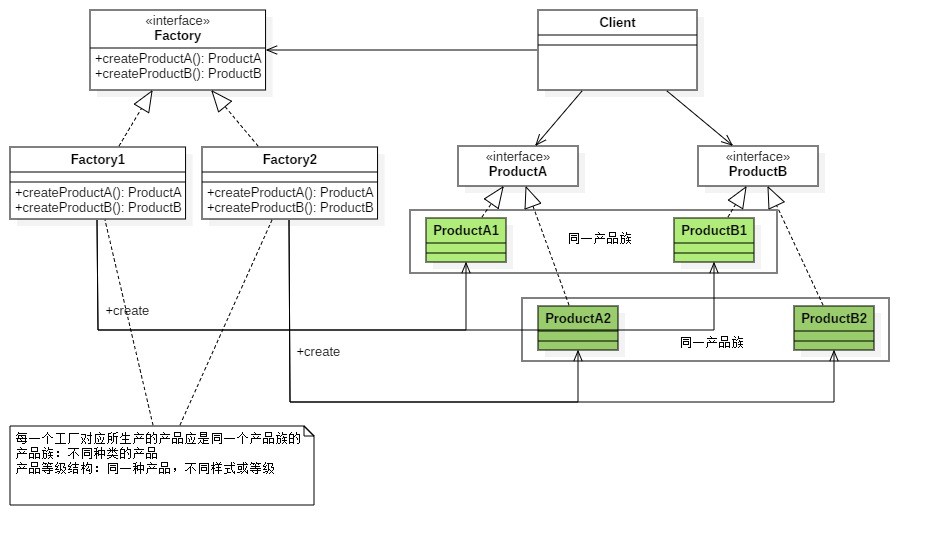 «interface»
Factory
+createProductA(): ProductA
+createProductB(): ProductB
Client
Factory1
+createProductA(): ProductA
+createProductB(): ProductB
Factory2
+createProductA(): ProductA
+createProductB(): ProductB
«interface»
ProductA
«interface»
ProductB
ProductA1
同一产品族
ProductB1
+create
ProductA2
同一产品族
ProductB2
+create
每一个工厂对应所生产的产品应是同一个产品族的
产品族：不同种类的产品
产品等级结构：同一种产品，不同样式或等级